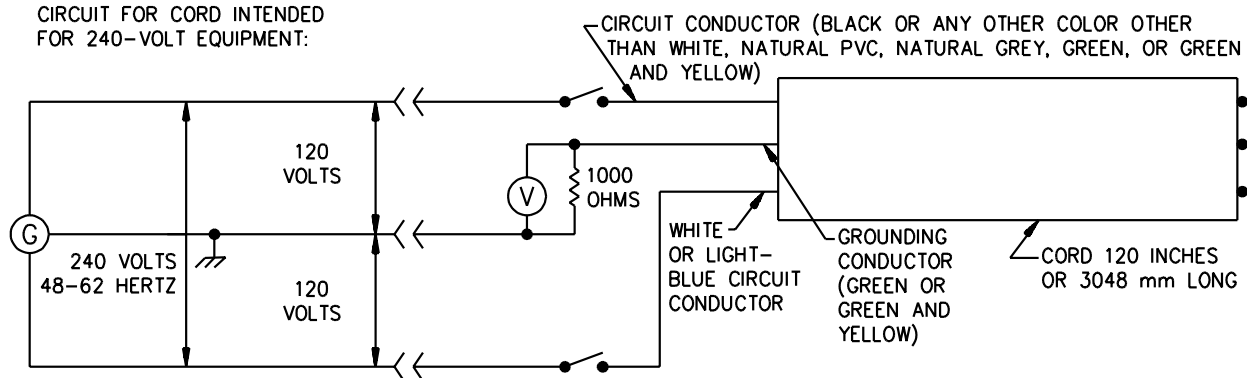 CIRCUIT FOR CORD INTENDED
FOR 240-VOLT EQUIPMENT:
CIRCUIT CONDUCTOR (BLACK OR ANY OTHER COLOR OTHER
THAN WHITE, NATURAL PVC, NATURAL GREY, GREEN, OR GREEN
AND YELLOW)
120
VOLTS
1000
OHMS
V
G
240 VOLTS
48-62 HERTZ
120
VOLTS
WHITE
OR LIGHT-
BLUE CIRCUIT
CONDUCTOR
GROUNDING
CONDUCTOR
(GREEN OR
GREEN AND
YELLOW)
CORD 120 INCHES
OR 3048 mm LONG